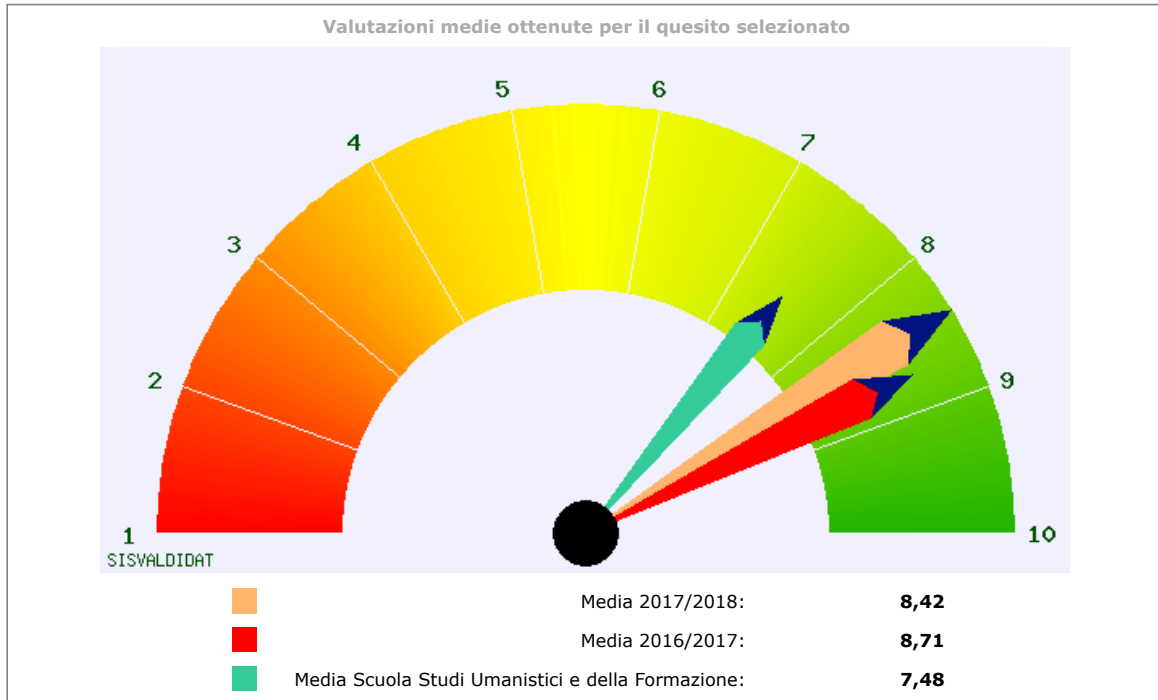 Valutazioni medie ottenute per il quesito selezionato
5 6
4 7
3 8
2 9
1 10
SISVALDIDAT
Media 2017/2018: 8,42
Media 2016/2017: 8,71
Media Scuola Studi Umanistici e della Formazione: 7,48